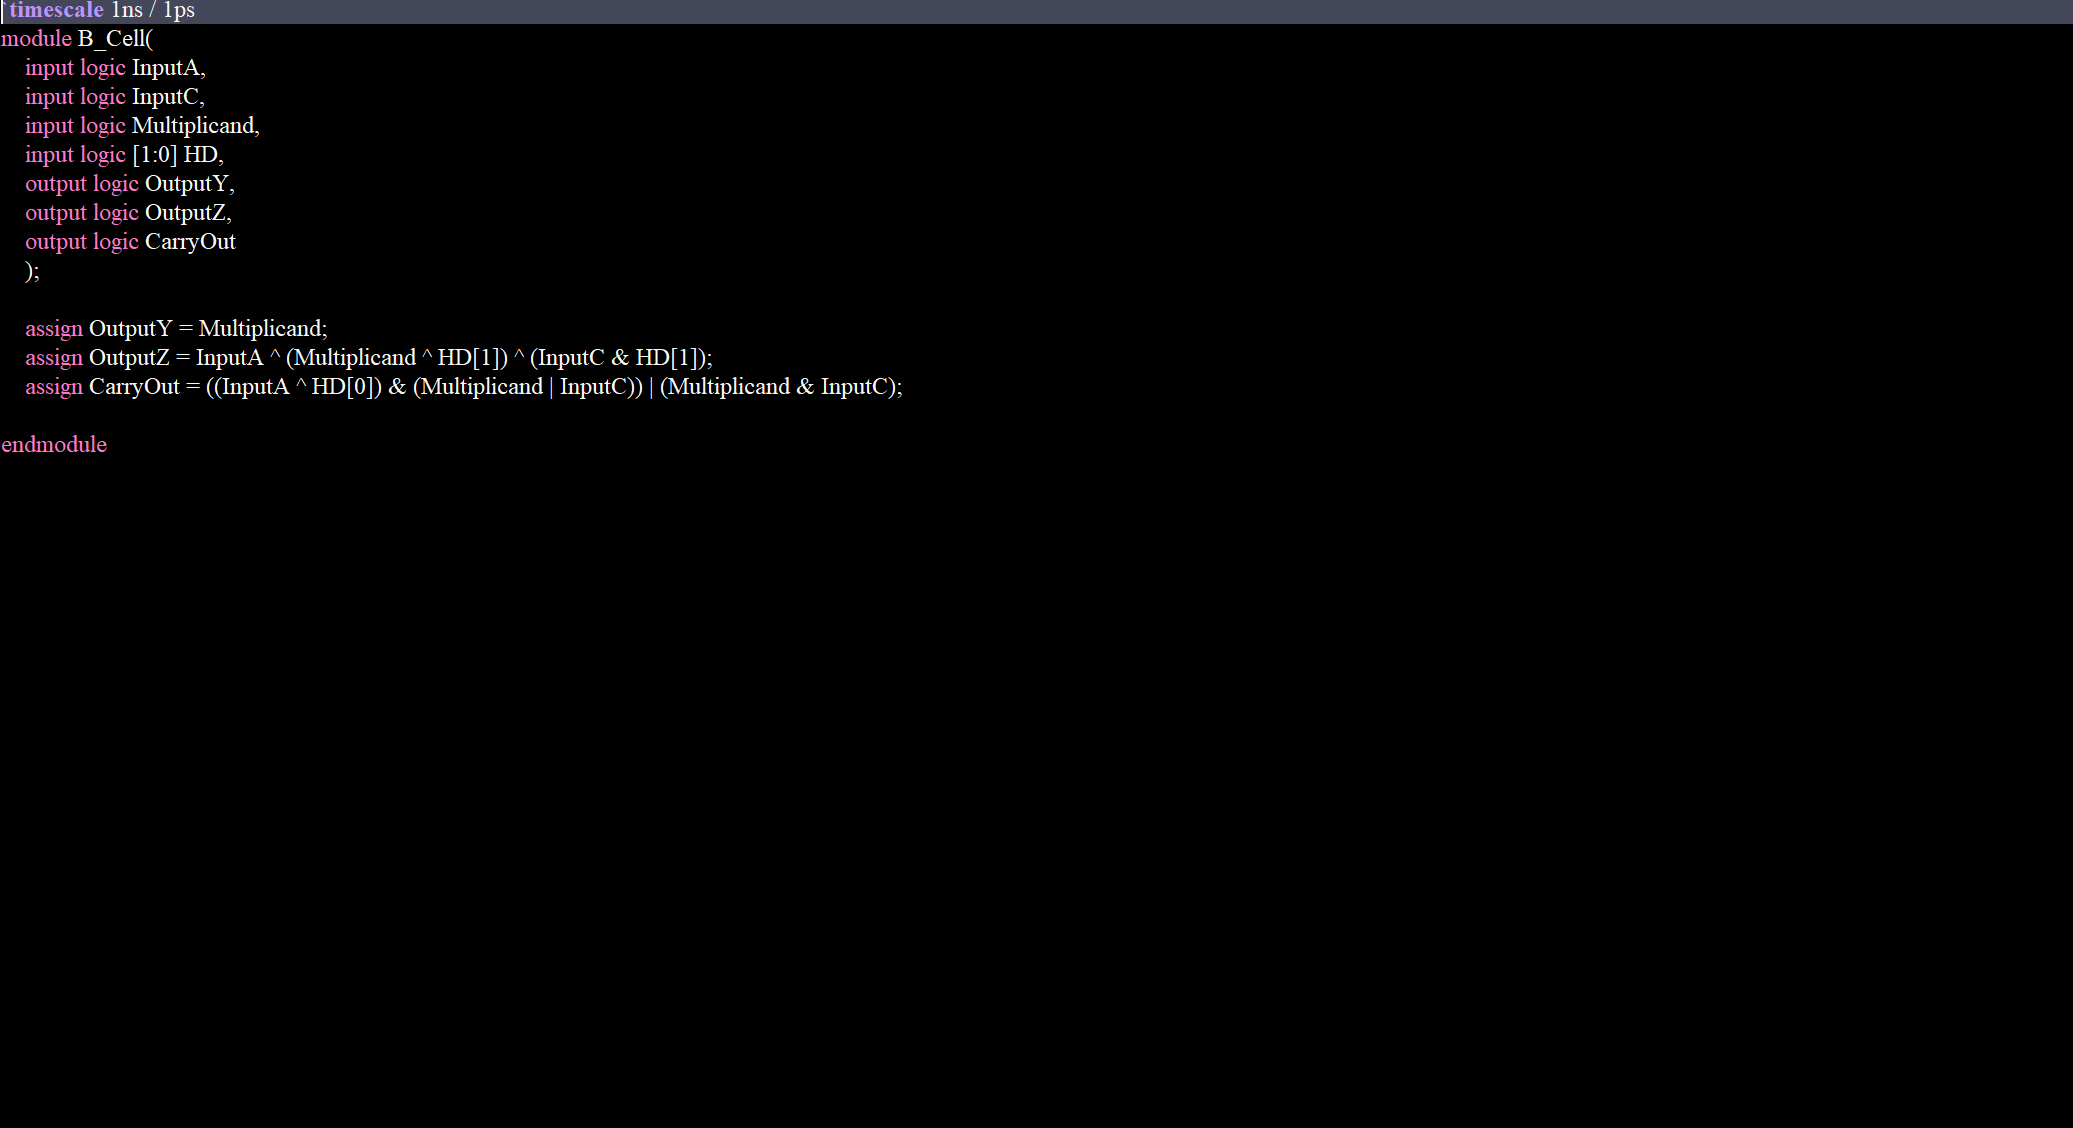 `timescale 1ns / 1ps
module B_Cell(
    input logic InputA,
    input logic InputC,
    input logic Multiplicand,
    input logic [1:0] HD,
    output logic OutputY,
    output logic OutputZ,
    output logic CarryOut
    );
    assign OutputY = Multiplicand;
    assign OutputZ = InputA ^ (Multiplicand ^ HD[1]) ^ (InputC & HD[1]);
    assign CarryOut = ((InputA ^ HD[0]) & (Multiplicand | InputC)) | (Multiplicand & InputC);
endmodule